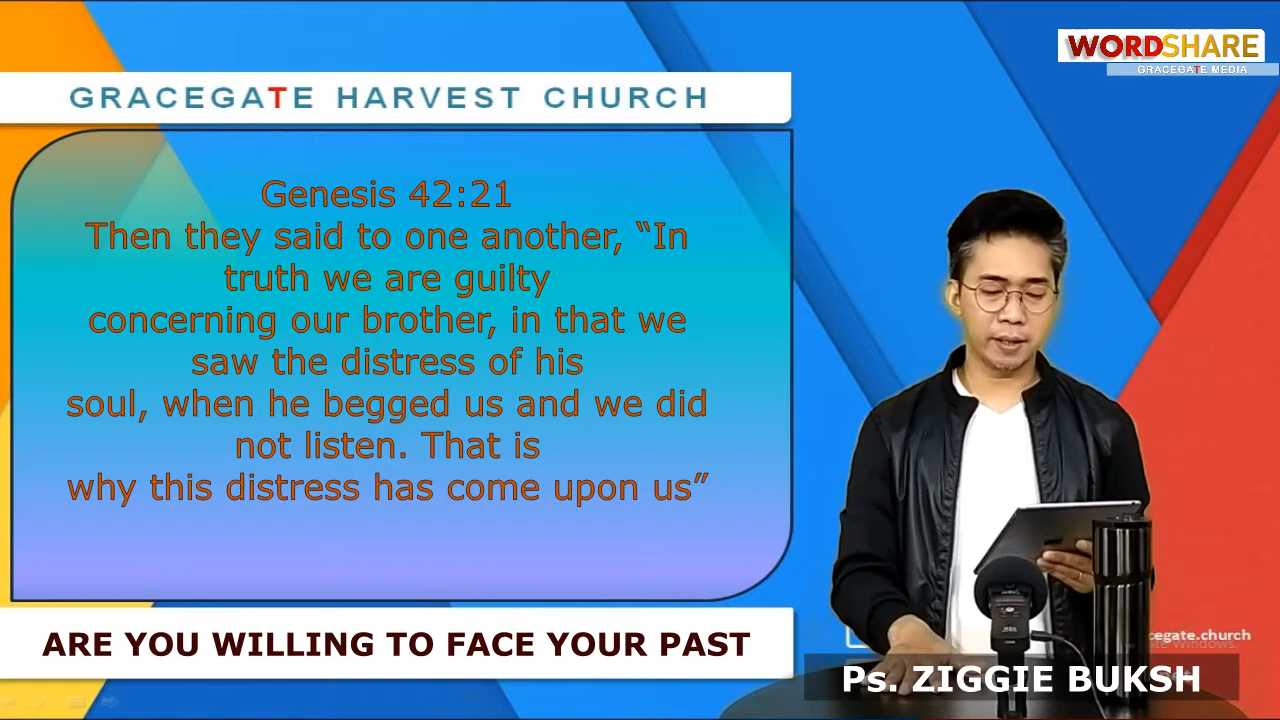 WORDSHARE
GRACEGATE MEDIA
GRACEGATE HARVEST CHURCH
Genesis 42:21
Then they said to one another, “In
truth we are guilty
concerning our brother, in that we
saw the distress of his
soul, when he begged us and we did
not listen. That is
why this distress has come upon us”
ARE YOU WILLING TO FACE YOUR PAST
cegate.church
Windows.
Ps. ZIGGIE BUKSH